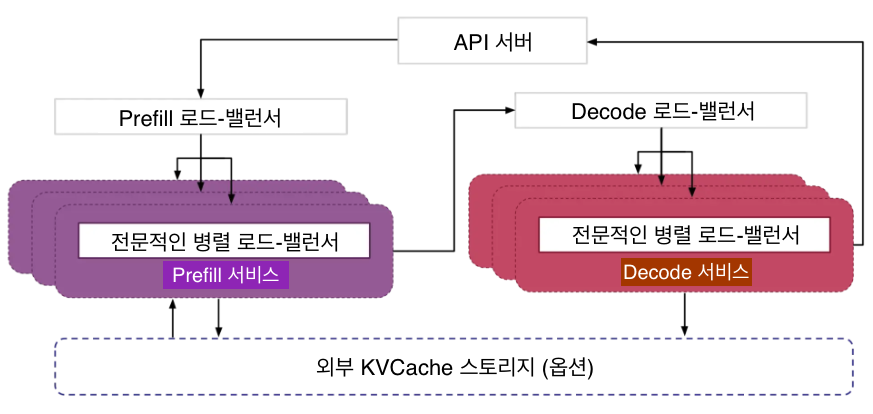 API 서버
Prefill 로드-밸런서
Decode 로드-밸런서
전문적인 병렬 로드-밸런서
Prefill 서비스
전문적인 병렬 로드-밸런서
Decode 서비스
외부 KVCache 스토리지 (옵션)